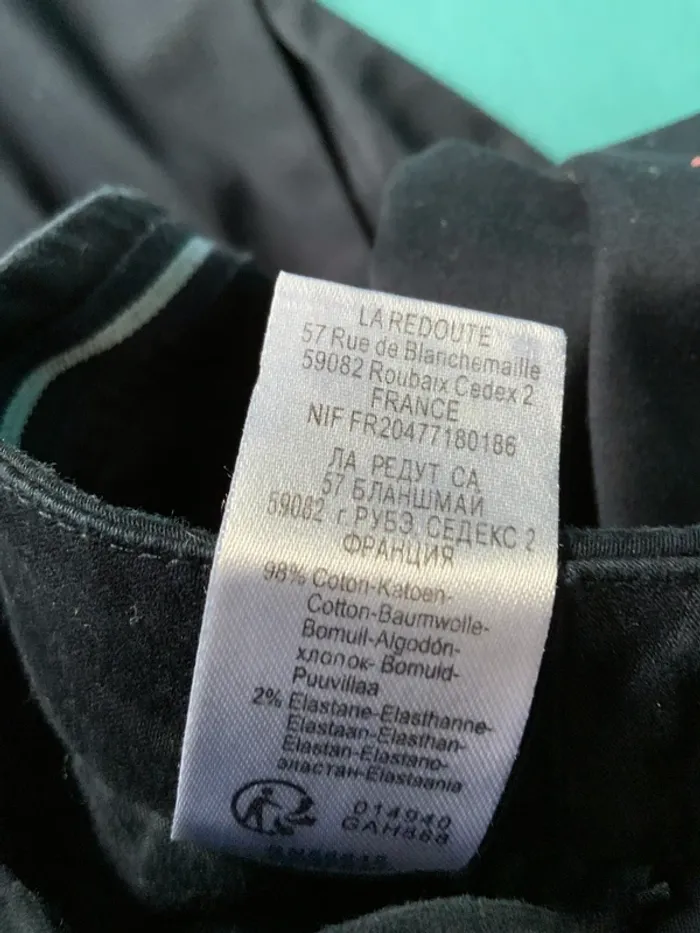 LA REDOUTE
57 Rue de Blanchemaille
59082 Roubaix Cedex 2
FRANCE
NIF FR20477180186
ЛА РЕДУТ СА
57 БЛАНШМАЙ
59082 г. РУБЭ СЕДЕКС 2
ФРАНЦИЯ
98% Coton-Katoen-
Cotton-Baumwolle-
Bomull-Algodón-
хлопок- Bomuld-
Puuvillaa
2% Elastane-Elasthanne-
Elastaan-Elasthan-
Elastan-Elastano-
эластан-Elastaania
014940
GAH868